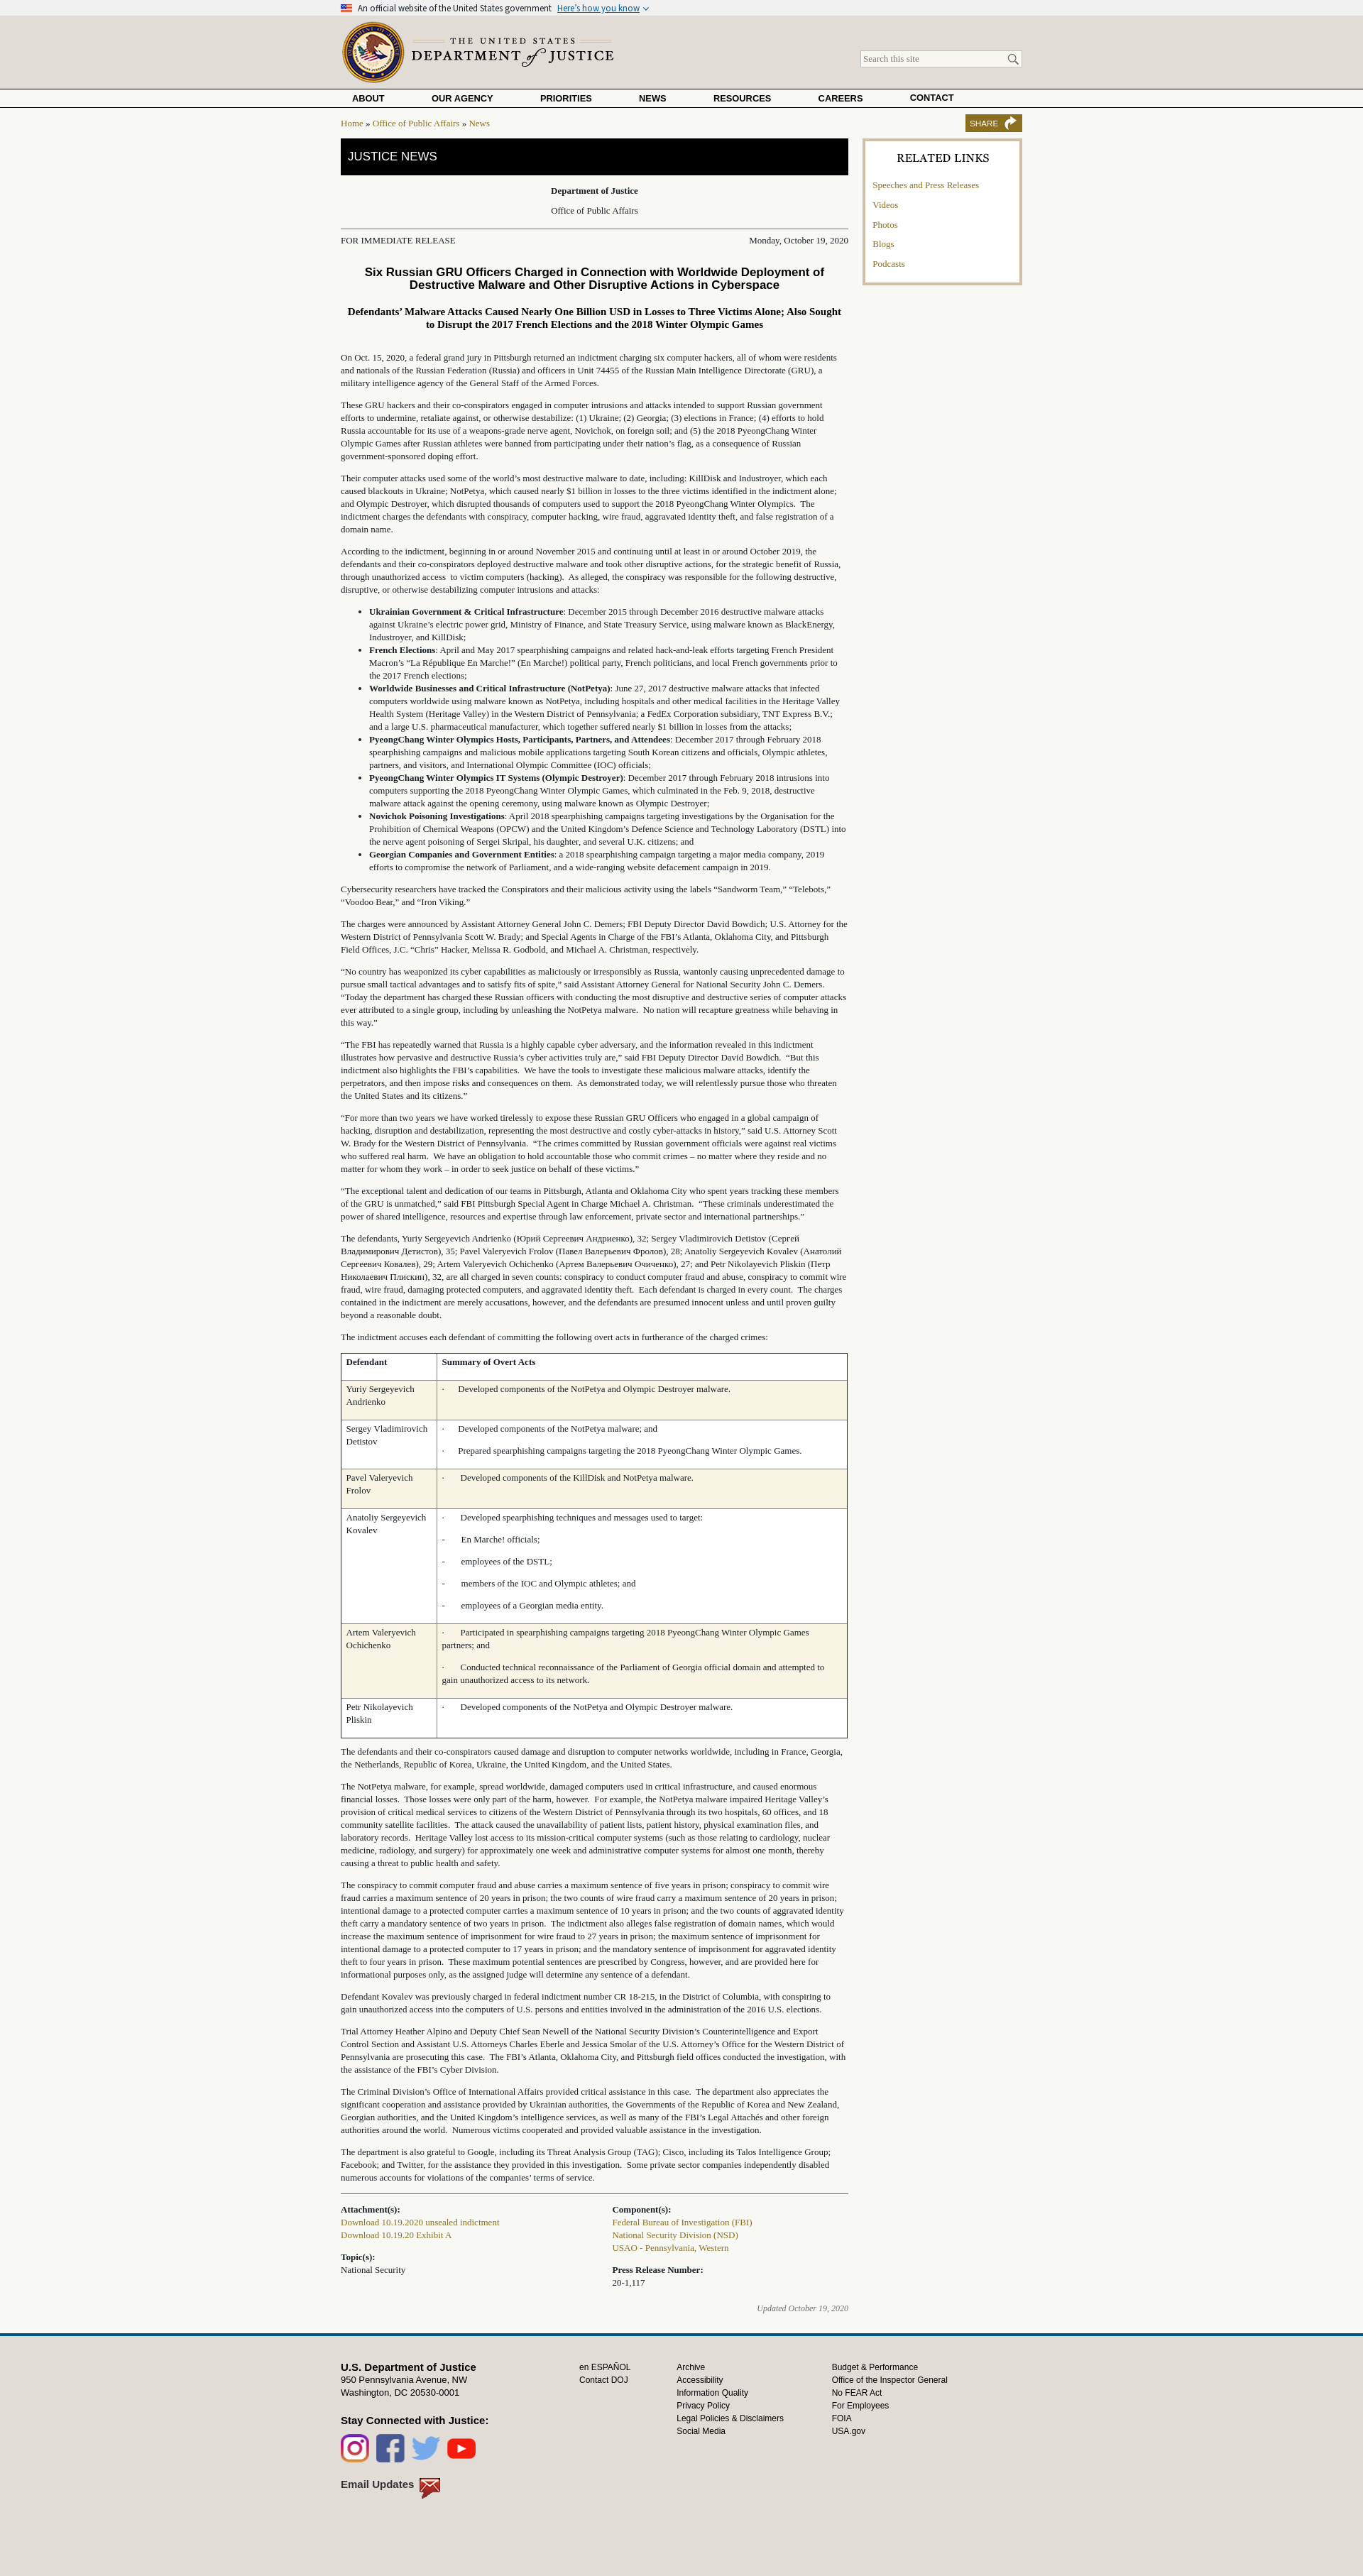 An official website of the United States government Here's how you know
THE UNITED STATES
DEPARTMENT of JUSTICE
Search this site
ABOUT OUR AGENCY PRIORITIES NEWS RESOURCES CAREERS CONTACT
Home » Office of Public Affairs » News
SHARE
JUSTICE NEWS
Department of Justice
Office of Public Affairs
FOR IMMEDIATE RELEASE Monday, October 19, 2020
Six Russian GRU Officers Charged in Connection with Worldwide Deployment of
Destructive Malware and Other Disruptive Actions in Cyberspace
Defendants’ Malware Attacks Caused Nearly One Billion USD in Losses to Three Victims Alone; Also Sought
to Disrupt the 2017 French Elections and the 2018 Winter Olympic Games
On Oct. 15, 2020, a federal grand jury in Pittsburgh returned an indictment charging six computer hackers, all of whom were residents
and nationals of the Russian Federation (Russia) and officers in Unit 74455 of the Russian Main Intelligence Directorate (GRU), a
military intelligence agency of the General Staff of the Armed Forces.
These GRU hackers and their co-conspirators engaged in computer intrusions and attacks intended to support Russian government
efforts to undermine, retaliate against, or otherwise destabilize: (1) Ukraine; (2) Georgia; (3) elections in France; (4) efforts to hold
Russia accountable for its use of a weapons-grade nerve agent, Novichok, on foreign soil; and (5) the 2018 PyeongChang Winter
Olympic Games after Russian athletes were banned from participating under their nation’s flag, as a consequence of Russian
government-sponsored doping effort.
Their computer attacks used some of the world’s most destructive malware to date, including: KillDisk and Industroyer, which each
caused blackouts in Ukraine; NotPetya, which caused nearly $1 billion in losses to the three victims identified in the indictment alone;
and Olympic Destroyer, which disrupted thousands of computers used to support the 2018 PyeongChang Winter Olympics. The
indictment charges the defendants with conspiracy, computer hacking, wire fraud, aggravated identity theft, and false registration of a
domain name.
According to the indictment, beginning in or around November 2015 and continuing until at least in or around October 2019, the
defendants and their co-conspirators deployed destructive malware and took other disruptive actions, for the strategic benefit of Russia,
through unauthorized access to victim computers (hacking). As alleged, the conspiracy was responsible for the following destructive,
disruptive, or otherwise destabilizing computer intrusions and attacks:
• Ukrainian Government & Critical Infrastructure: December 2015 through December 2016 destructive malware attacks
against Ukraine’s electric power grid, Ministry of Finance, and State Treasury Service, using malware known as BlackEnergy,
Industroyer, and KillDisk;
• French Elections: April and May 2017 spearphishing campaigns and related hack-and-leak efforts targeting French President
Macron’s “La République En Marche!” (En Marche!) political party, French politicians, and local French governments prior to
the 2017 French elections;
• Worldwide Businesses and Critical Infrastructure (NotPetya): June 27, 2017 destructive malware attacks that infected
computers worldwide using malware known as NotPetya, including hospitals and other medical facilities in the Heritage Valley
Health System (Heritage Valley) in the Western District of Pennsylvania; a FedEx Corporation subsidiary, TNT Express B.V.;
and a large U.S. pharmaceutical manufacturer, which together suffered nearly $1 billion in losses from the attacks;
• PyeongChang Winter Olympics Hosts, Participants, Partners, and Attendees: December 2017 through February 2018
spearphishing campaigns and malicious mobile applications targeting South Korean citizens and officials, Olympic athletes,
partners, and visitors, and International Olympic Committee (IOC) officials;
• PyeongChang Winter Olympics IT Systems (Olympic Destroyer): December 2017 through February 2018 intrusions into
computers supporting the 2018 PyeongChang Winter Olympic Games, which culminated in the Feb. 9, 2018, destructive
malware attack against the opening ceremony, using malware known as Olympic Destroyer;
• Novichok Poisoning Investigations: April 2018 spearphishing campaigns targeting investigations by the Organisation for the
Prohibition of Chemical Weapons (OPCW) and the United Kingdom’s Defence Science and Technology Laboratory (DSTL) into
the nerve agent poisoning of Sergei Skripal, his daughter, and several U.K. citizens; and
• Georgian Companies and Government Entities: a 2018 spearphishing campaign targeting a major media company, 2019
efforts to compromise the network of Parliament, and a wide-ranging website defacement campaign in 2019.
Cybersecurity researchers have tracked the Conspirators and their malicious activity using the labels “Sandworm Team,” “Telebots,”
“Voodoo Bear,” and “Iron Viking.”
The charges were announced by Assistant Attorney General John C. Demers; FBI Deputy Director David Bowdich; U.S. Attorney for the
Western District of Pennsylvania Scott W. Brady; and Special Agents in Charge of the FBI’s Atlanta, Oklahoma City, and Pittsburgh
Field Offices, J.C. “Chris” Hacker, Melissa R. Godbold, and Michael A. Christman, respectively.
“No country has weaponized its cyber capabilities as maliciously or irresponsibly as Russia, wantonly causing unprecedented damage to
pursue small tactical advantages and to satisfy fits of spite,” said Assistant Attorney General for National Security John C. Demers.
“Today the department has charged these Russian officers with conducting the most disruptive and destructive series of computer attacks
ever attributed to a single group, including by unleashing the NotPetya malware. No nation will recapture greatness while behaving in
this way.”
“The FBI has repeatedly warned that Russia is a highly capable cyber adversary, and the information revealed in this indictment
illustrates how pervasive and destructive Russia’s cyber activities truly are,” said FBI Deputy Director David Bowdich. “But this
indictment also highlights the FBI’s capabilities. We have the tools to investigate these malicious malware attacks, identify the
perpetrators, and then impose risks and consequences on them. As demonstrated today, we will relentlessly pursue those who threaten
the United States and its citizens.”
“For more than two years we have worked tirelessly to expose these Russian GRU Officers who engaged in a global campaign of
hacking, disruption and destabilization, representing the most destructive and costly cyber-attacks in history,” said U.S. Attorney Scott
W. Brady for the Western District of Pennsylvania. “The crimes committed by Russian government officials were against real victims
who suffered real harm. We have an obligation to hold accountable those who commit crimes – no matter where they reside and no
matter for whom they work – in order to seek justice on behalf of these victims.”
“The exceptional talent and dedication of our teams in Pittsburgh, Atlanta and Oklahoma City who spent years tracking these members
of the GRU is unmatched,” said FBI Pittsburgh Special Agent in Charge Michael A. Christman. “These criminals underestimated the
power of shared intelligence, resources and expertise through law enforcement, private sector and international partnerships.”
The defendants, Yuriy Sergeyevich Andrienko (Юрий Сергеевич Андриенко), 32; Sergey Vladimirovich Detistov (Сергей
Владимирович Детистов), 35; Pavel Valeryevich Frolov (Павел Валерьевич Фролов), 28; Anatoliy Sergeyevich Kovalev (Анатолий
Сергеевич Ковалев), 29; Artem Valeryevich Ochichenko (Артем Валерьевич Очиченко), 27; and Petr Nikolayevich Pliskin (Петр
Николаевич Плискин), 32, are all charged in seven counts: conspiracy to conduct computer fraud and abuse, conspiracy to commit wire
fraud, wire fraud, damaging protected computers, and aggravated identity theft. Each defendant is charged in every count. The charges
contained in the indictment are merely accusations, however, and the defendants are presumed innocent unless and until proven guilty
beyond a reasonable doubt.
The indictment accuses each defendant of committing the following overt acts in furtherance of the charged crimes:
Defendant Summary of Overt Acts
Yuriy Sergeyevich · Developed components of the NotPetya and Olympic Destroyer malware.
Andrienko
Sergey Vladimirovich · Developed components of the NotPetya malware; and
Detistov
· Prepared spearphishing campaigns targeting the 2018 PyeongChang Winter Olympic Games.
Pavel Valeryevich · Developed components of the KillDisk and NotPetya malware.
Frolov
Anatoliy Sergeyevich · Developed spearphishing techniques and messages used to target:
Kovalev
- En Marche! officials;
- employees of the DSTL;
- members of the IOC and Olympic athletes; and
- employees of a Georgian media entity.
Artem Valeryevich · Participated in spearphishing campaigns targeting 2018 PyeongChang Winter Olympic Games
Ochichenko partners; and
· Conducted technical reconnaissance of the Parliament of Georgia official domain and attempted to
gain unauthorized access to its network.
Petr Nikolayevich · Developed components of the NotPetya and Olympic Destroyer malware.
Pliskin
The defendants and their co-conspirators caused damage and disruption to computer networks worldwide, including in France, Georgia,
the Netherlands, Republic of Korea, Ukraine, the United Kingdom, and the United States.
The NotPetya malware, for example, spread worldwide, damaged computers used in critical infrastructure, and caused enormous
financial losses. Those losses were only part of the harm, however. For example, the NotPetya malware impaired Heritage Valley’s
provision of critical medical services to citizens of the Western District of Pennsylvania through its two hospitals, 60 offices, and 18
community satellite facilities. The attack caused the unavailability of patient lists, patient history, physical examination files, and
laboratory records. Heritage Valley lost access to its mission-critical computer systems (such as those relating to cardiology, nuclear
medicine, radiology, and surgery) for approximately one week and administrative computer systems for almost one month, thereby
causing a threat to public health and safety.
The conspiracy to commit computer fraud and abuse carries a maximum sentence of five years in prison; conspiracy to commit wire
fraud carries a maximum sentence of 20 years in prison; the two counts of wire fraud carry a maximum sentence of 20 years in prison;
intentional damage to a protected computer carries a maximum sentence of 10 years in prison; and the two counts of aggravated identity
theft carry a mandatory sentence of two years in prison. The indictment also alleges false registration of domain names, which would
increase the maximum sentence of imprisonment for wire fraud to 27 years in prison; the maximum sentence of imprisonment for
intentional damage to a protected computer to 17 years in prison; and the mandatory sentence of imprisonment for aggravated identity
theft to four years in prison. These maximum potential sentences are prescribed by Congress, however, and are provided here for
informational purposes only, as the assigned judge will determine any sentence of a defendant.
Defendant Kovalev was previously charged in federal indictment number CR 18-215, in the District of Columbia, with conspiring to
gain unauthorized access into the computers of U.S. persons and entities involved in the administration of the 2016 U.S. elections.
Trial Attorney Heather Alpino and Deputy Chief Sean Newell of the National Security Division’s Counterintelligence and Export
Control Section and Assistant U.S. Attorneys Charles Eberle and Jessica Smolar of the U.S. Attorney’s Office for the Western District of
Pennsylvania are prosecuting this case. The FBI’s Atlanta, Oklahoma City, and Pittsburgh field offices conducted the investigation, with
the assistance of the FBI’s Cyber Division.
The Criminal Division’s Office of International Affairs provided critical assistance in this case. The department also appreciates the
significant cooperation and assistance provided by Ukrainian authorities, the Governments of the Republic of Korea and New Zealand,
Georgian authorities, and the United Kingdom’s intelligence services, as well as many of the FBI’s Legal Attachés and other foreign
authorities around the world. Numerous victims cooperated and provided valuable assistance in the investigation.
The department is also grateful to Google, including its Threat Analysis Group (TAG); Cisco, including its Talos Intelligence Group;
Facebook; and Twitter, for the assistance they provided in this investigation. Some private sector companies independently disabled
numerous accounts for violations of the companies’ terms of service.
Attachment(s):
Download 10.19.2020 unsealed indictment
Download 10.19.20 Exhibit A
Topic(s):
National Security
Component(s):
Federal Bureau of Investigation (FBI)
National Security Division (NSD)
USAO - Pennsylvania, Western
Press Release Number:
20-1,117
Updated October 19, 2020
RELATED LINKS
Speeches and Press Releases
Videos
Photos
Blogs
Podcasts
U.S. Department of Justice
950 Pennsylvania Avenue, NW
Washington, DC 20530-0001
Stay Connected with Justice:
Email Updates
en ESPAÑOL
Contact DOJ
Archive
Accessibility
Information Quality
Privacy Policy
Legal Policies & Disclaimers
Social Media
Budget & Performance
Office of the Inspector General
No FEAR Act
For Employees
FOIA
USA.gov